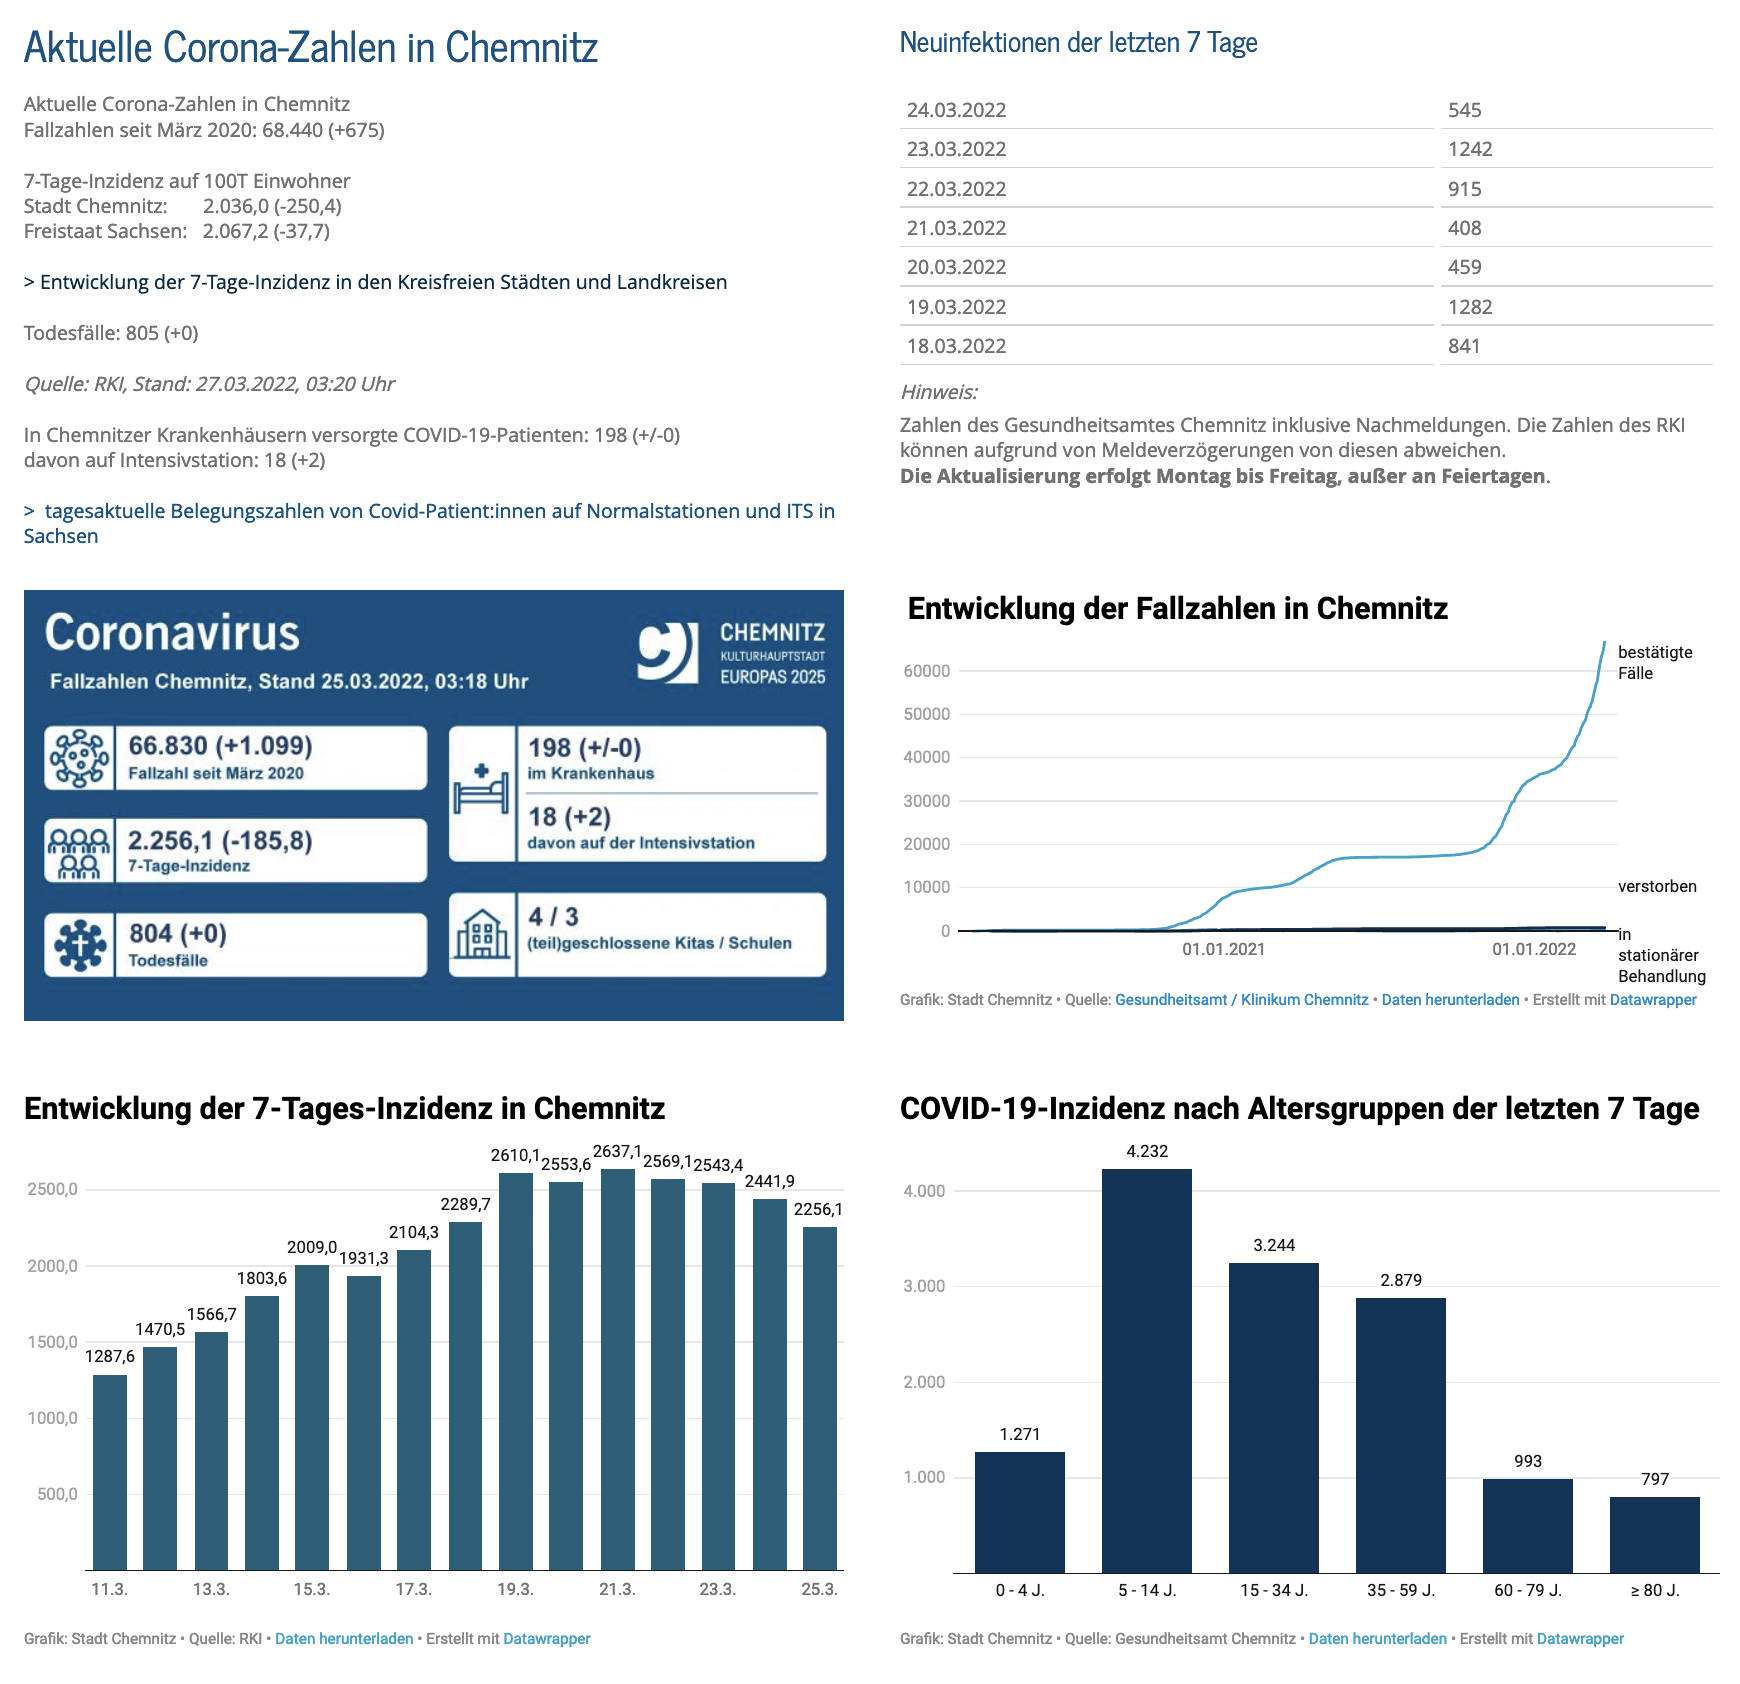 Aktuelle Corona-Zahlen in Chemnitz
Aktuelle Corona-Zahlen in Chemnitz
Fallzahlen seit März 2020: 68.440 (+675)
7-Tage-Inzidenz auf 100T Einwohner
Stadt Chemnitz: 2.036,0 (-250,4)
Freistaat Sachsen: 2.067,2 (-37,7)
> Entwicklung der 7-Tage-Inzidenz in den Kreisfreien Städten und Landkreisen
Todesfälle: 805 (+0)
Quelle: RKI, Stand: 27.03.2022, 03:20 Uhr
In Chemnitzer Krankenhäusern versorgte COVID-19-Patienten: 198 (+/-0)
davon auf Intensivstation: 18 (+2)
> tagesaktuelle Belegungszahlen von Covid-Patient:innen auf Normalstationen und ITS in
Sachsen
Neuinfektionen der letzten 7 Tage
24.03.2022 545
23.03.2022 1242
22.03.2022 915
21.03.2022 408
20.03.2022 459
19.03.2022 1282
18.03.2022 841
Hinweis:
Zahlen des Gesundheitsamtes Chemnitz inklusive Nachmeldungen. Die Zahlen des RKI
können aufgrund von Meldeverzögerungen von diesen abweichen.
Die Aktualisierung erfolgt Montag bis Freitag, außer an Feiertagen.
Coronavirus
Fallzahlen Chemnitz, Stand 25.03.2022, 03:18 Uhr
CHEMNITZ
KULTURHAUPTSTADT
EUROPAS 2025
66.830 (+1.099)
Fallzahl seit März 2020
2.256,1 (-185,8)
7-Tage-Inzidenz
804 (+0)
Todesfälle
198 (+/-0)
im Krankenhaus
18 (+2)
davon auf der Intensivstation
4 / 3
(teil)geschlossene Kitas / Schulen
Entwicklung der Fallzahlen in Chemnitz
60000
50000
40000
30000
20000
10000
0
01.01.2021
01.01.2022
bestätigte
Fälle
verstorben
in
stationärer
Behandlung
Grafik: Stadt Chemnitz • Quelle: Gesundheitsamt / Klinikum Chemnitz • Daten herunterladen • Erstellt mit Datawrapper
Entwicklung der 7-Tages-Inzidenz in Chemnitz
2500,0
2000,0
1500,0
1000,0
500,0
1287,6
1470,5
1566,7
1803,6
2009,0
1931,3
2104,3
2289,7
2610,1
2553,6
2637,1
2569,1
2543,4
2441,9
2256,1
11.3.
13.3.
15.3.
17.3.
19.3.
21.3.
23.3.
25.3.
Grafik: Stadt Chemnitz • Quelle: RKI • Daten herunterladen • Erstellt mit Datawrapper
COVID-19-Inzidenz nach Altersgruppen der letzten 7 Tage
4.000
3.000
2.000
1.000
1.271
4.232
3.244
2.879
993
797
0 - 4 J.
5 - 14 J.
15 - 34 J.
35 - 59 J.
60 - 79 J.
≥ 80 J.
Grafik: Stadt Chemnitz • Quelle: Gesundheitsamt Chemnitz • Daten herunterladen • Erstellt mit Datawrapper